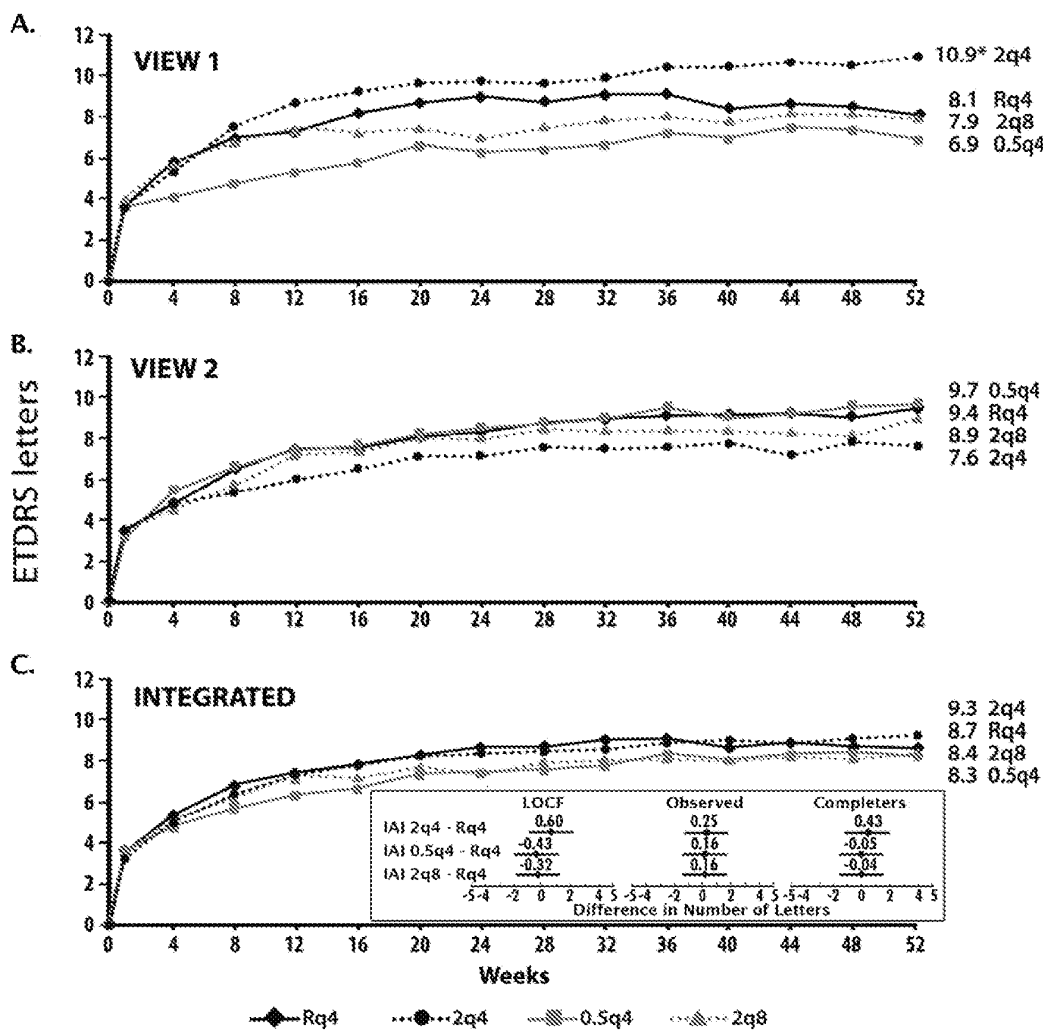 A.
VIEW 1
12
10
8
6
4
2
0
0 4 8 12 16 20 24 28 32 36 40 44 48 52
10.9* 2q4
8.1 Rq4
7.9 2q8
6.9 0.5q4
B.
VIEW 2
12
10
8
6
4
2
0
0 4 8 12 16 20 24 28 32 36 40 44 48 52
9.7 0.5q4
9.4 Rq4
8.9 2q8
7.6 2q4
ETDRS letters
C.
INTEGRATED
12
10
8
6
4
2
0
0 4 8 12 16 20 24 28 32 36 40 44 48 52
9.3 2q4
8.7 Rq4
8.4 2q8
8.3 0.5q4
LOCF Observed Completers
IAI 2q4 - Rq4 0.60 0.25 0.43
IAI 0.5q4 - Rq4 -0.43 0.16 -0.05
IAI 2q8 - Rq4 -0.32 0.16 -0.04
-5-4 -2 0 2 4 5-5-4 -2 0 2 4 5-5-4 -2 0 2 4 5
Difference in Number of Letters
Weeks
Rq4 2q4 0.5q4 2q8